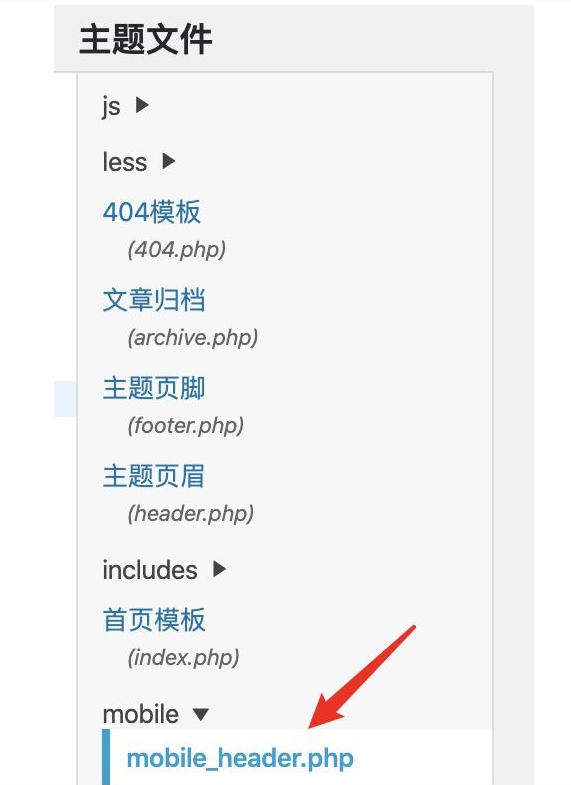 主题文件
js
less
404模板
(404.php)
文章归档
(archive.php)
主题页脚
(footer.php)
主题页眉
(header.php)
includes
首页模板
(index.php)
mobile
mobile_header.php